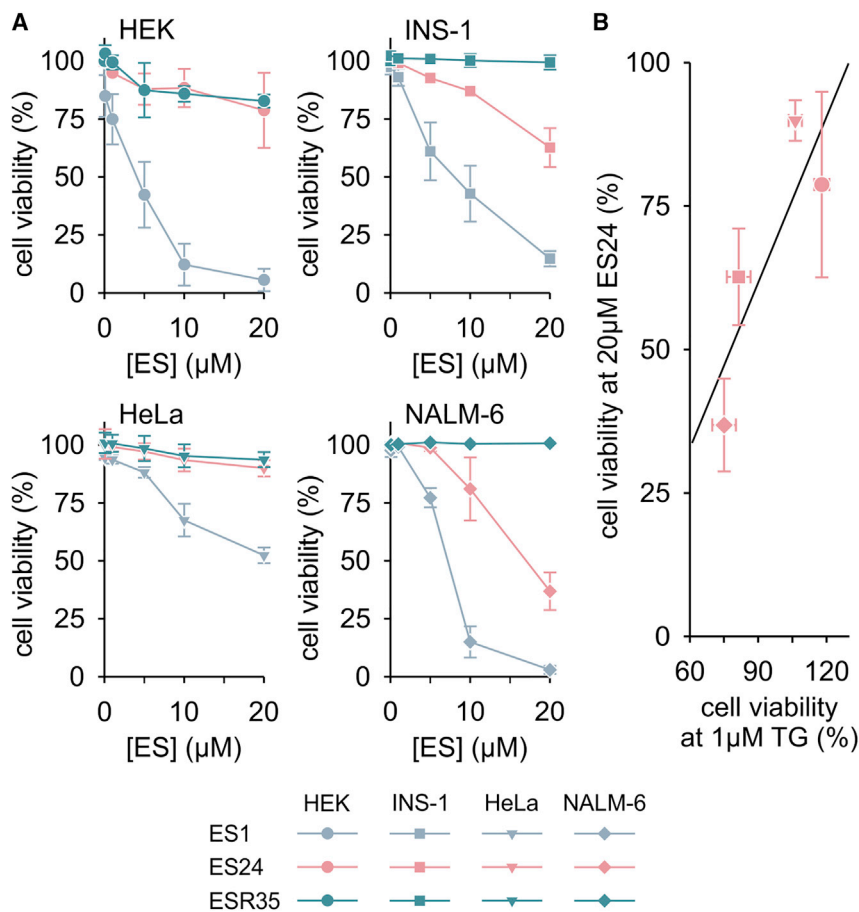 A
HEK
INS-1
B
cell viability (%)
100
75
50
25
0
0
10
20
[ES] (µM)
cell viability (%)
100
75
50
25
0
0
10
20
[ES] (µM)
HeLa
NALM-6
cell viability (%)
100
75
50
25
0
0
10
20
[ES] (µM)
cell viability (%)
100
75
50
25
0
0
10
20
[ES] (µM)
cell viability at 20µM ES24 (%)
100
75
50
25
0
60
90
120
cell viability
at 1µM TG (%)
HEK INS-1 HeLa NALM-6
ES1
ES24
ESR35